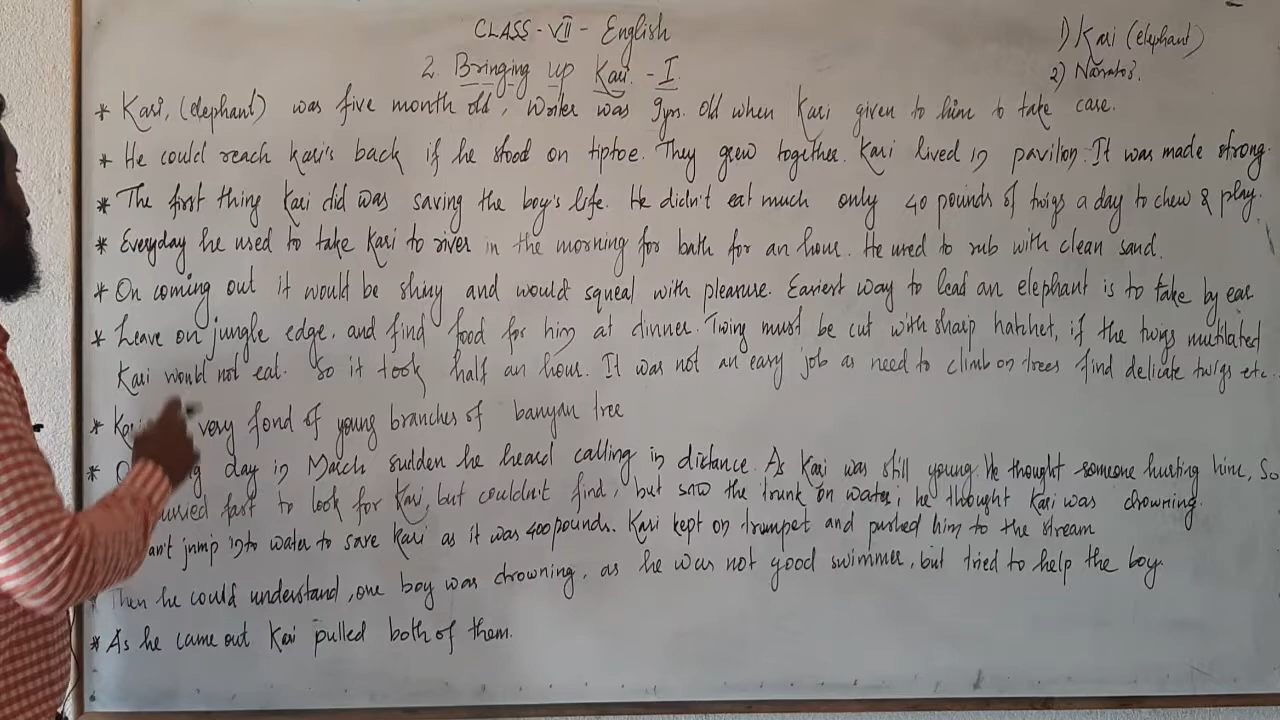 CLASS - VII - English
2. Bringing up Kari - I
1) Kari (elephant)
2) Narrator.
* Kari, (elephant) was five month old, Writer was 9yrs. old when Kari given to him to take care.
* He could reach Kari's back if he stood on tiptoe. They grew together. Kari lived in pavilion. It was made strong.
* The first thing Kari did was saving the boy's life. He didn't eat much only 40 pounds of twigs a day to chew & play.
* Everyday he used to take Kari to river in the morning for bath for an hour. He used to rub with clean sand.
* On coming out it would be shiny and would squeal with pleasure. Easiest way to lead an elephant is to take by ear
* Leave on jungle edge, and find food for him at dinner. Twing must be cut with sharp hatchet, if the twigs mutilated
Kari would not eat. So it took half an hour. It was not an easy job as need to climb on trees find delicate twigs etc..
* very fond of young branches of banyan tree
* day in March sudden he heard calling in distance. As Kari was still young. He thought someone hurting him, So
fast to look for Kari, but couldn't find, but saw the trunk on water, he thought Kari was drowning.
jump into water to save Kari as it was 400pounds. Kari kept on trumpet and pushed him to the stream
* Then he could understand, one boy was drowning, as he was not good swimmer, but tried to help the boy.
* As he came out Kari pulled both of them.